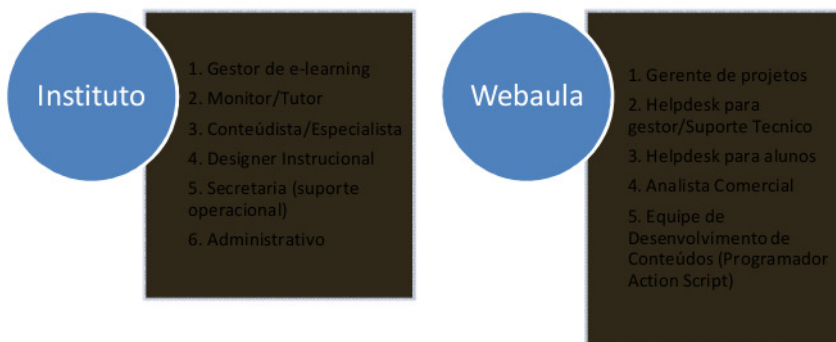 Instituto
1. Gestor de e-learning
2. Monitor/Tutor
3. Conteúdista/Especialista
4. Designer Instrucional
5. Secretaria (suporte
operacional)
6. Administrativo
Webaula
1. Gerente de projetos
2. Helpdesk para
gestor/Suporte Tecnico
3. Helpdesk para alunos
4. Analista Comercial
5. Equipe de
Desenvolvimento de
Conteúdos (Programador
Action Script)